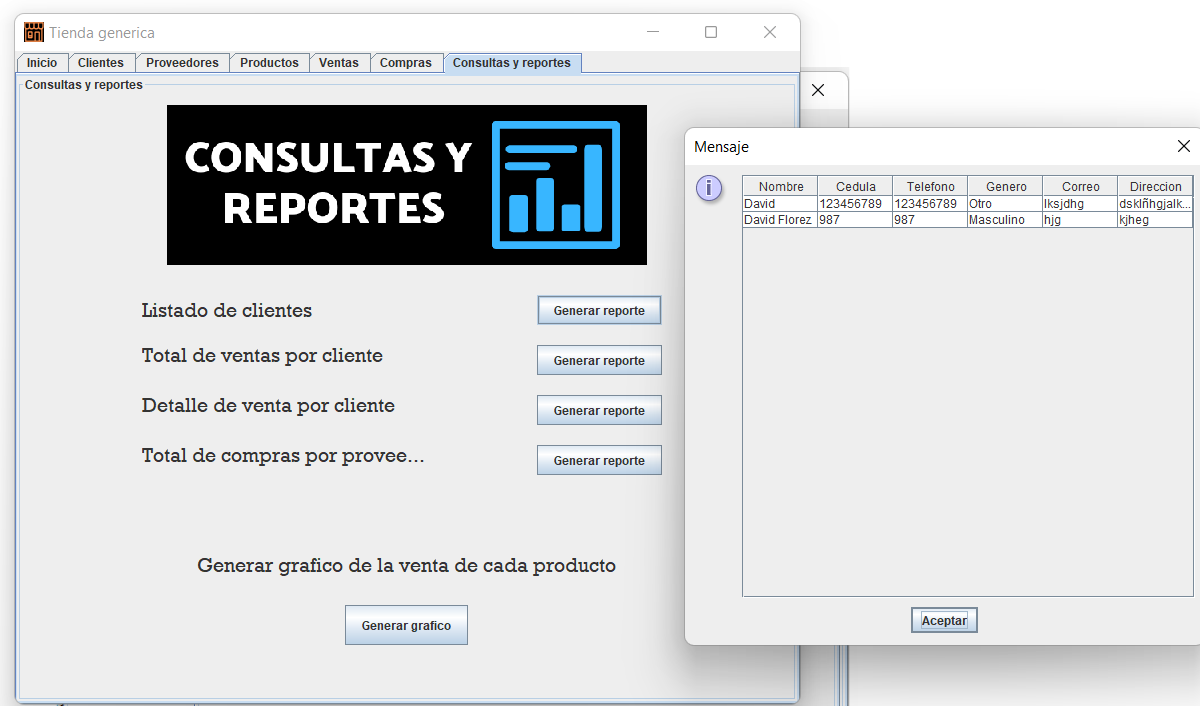 Tienda generica
Inicio Clientes Proveedores Productos Ventas Compras Consultas y reportes
Consultas y reportes
CONSULTAS Y
REPORTES
Listado de clientes Generar reporte
Total de ventas por cliente Generar reporte
Detalle de venta por cliente Generar reporte
Total de compras por provee... Generar reporte
Generar grafico de la venta de cada producto
Generar grafico
Mensaje
Nombre Cedula Telefono Genero Correo Direccion
David 123456789 123456789 Otro lksjdhg dsklñhgjalk...
David Florez 987 987 Masculino hjg kjheg
Aceptar